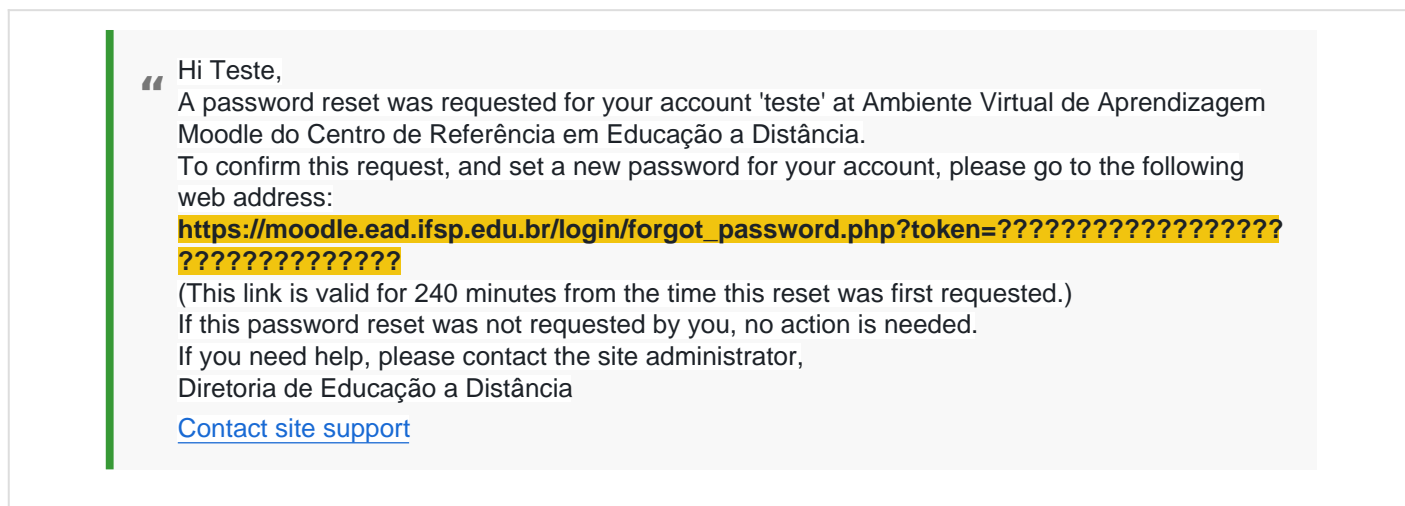 “ Hi Teste,
A password reset was requested for your account 'teste' at Ambiente Virtual de Aprendizagem
Moodle do Centro de Referência em Educação a Distância.
To confirm this request, and set a new password for your account, please go to the following
web address:
https://moodle.ead.ifsp.edu.br/login/forgot_password.php?token=??????????????????
??????????????
(This link is valid for 240 minutes from the time this reset was first requested.)
If this password reset was not requested by you, no action is needed.
If you need help, please contact the site administrator,
Diretoria de Educação a Distância
Contact site support